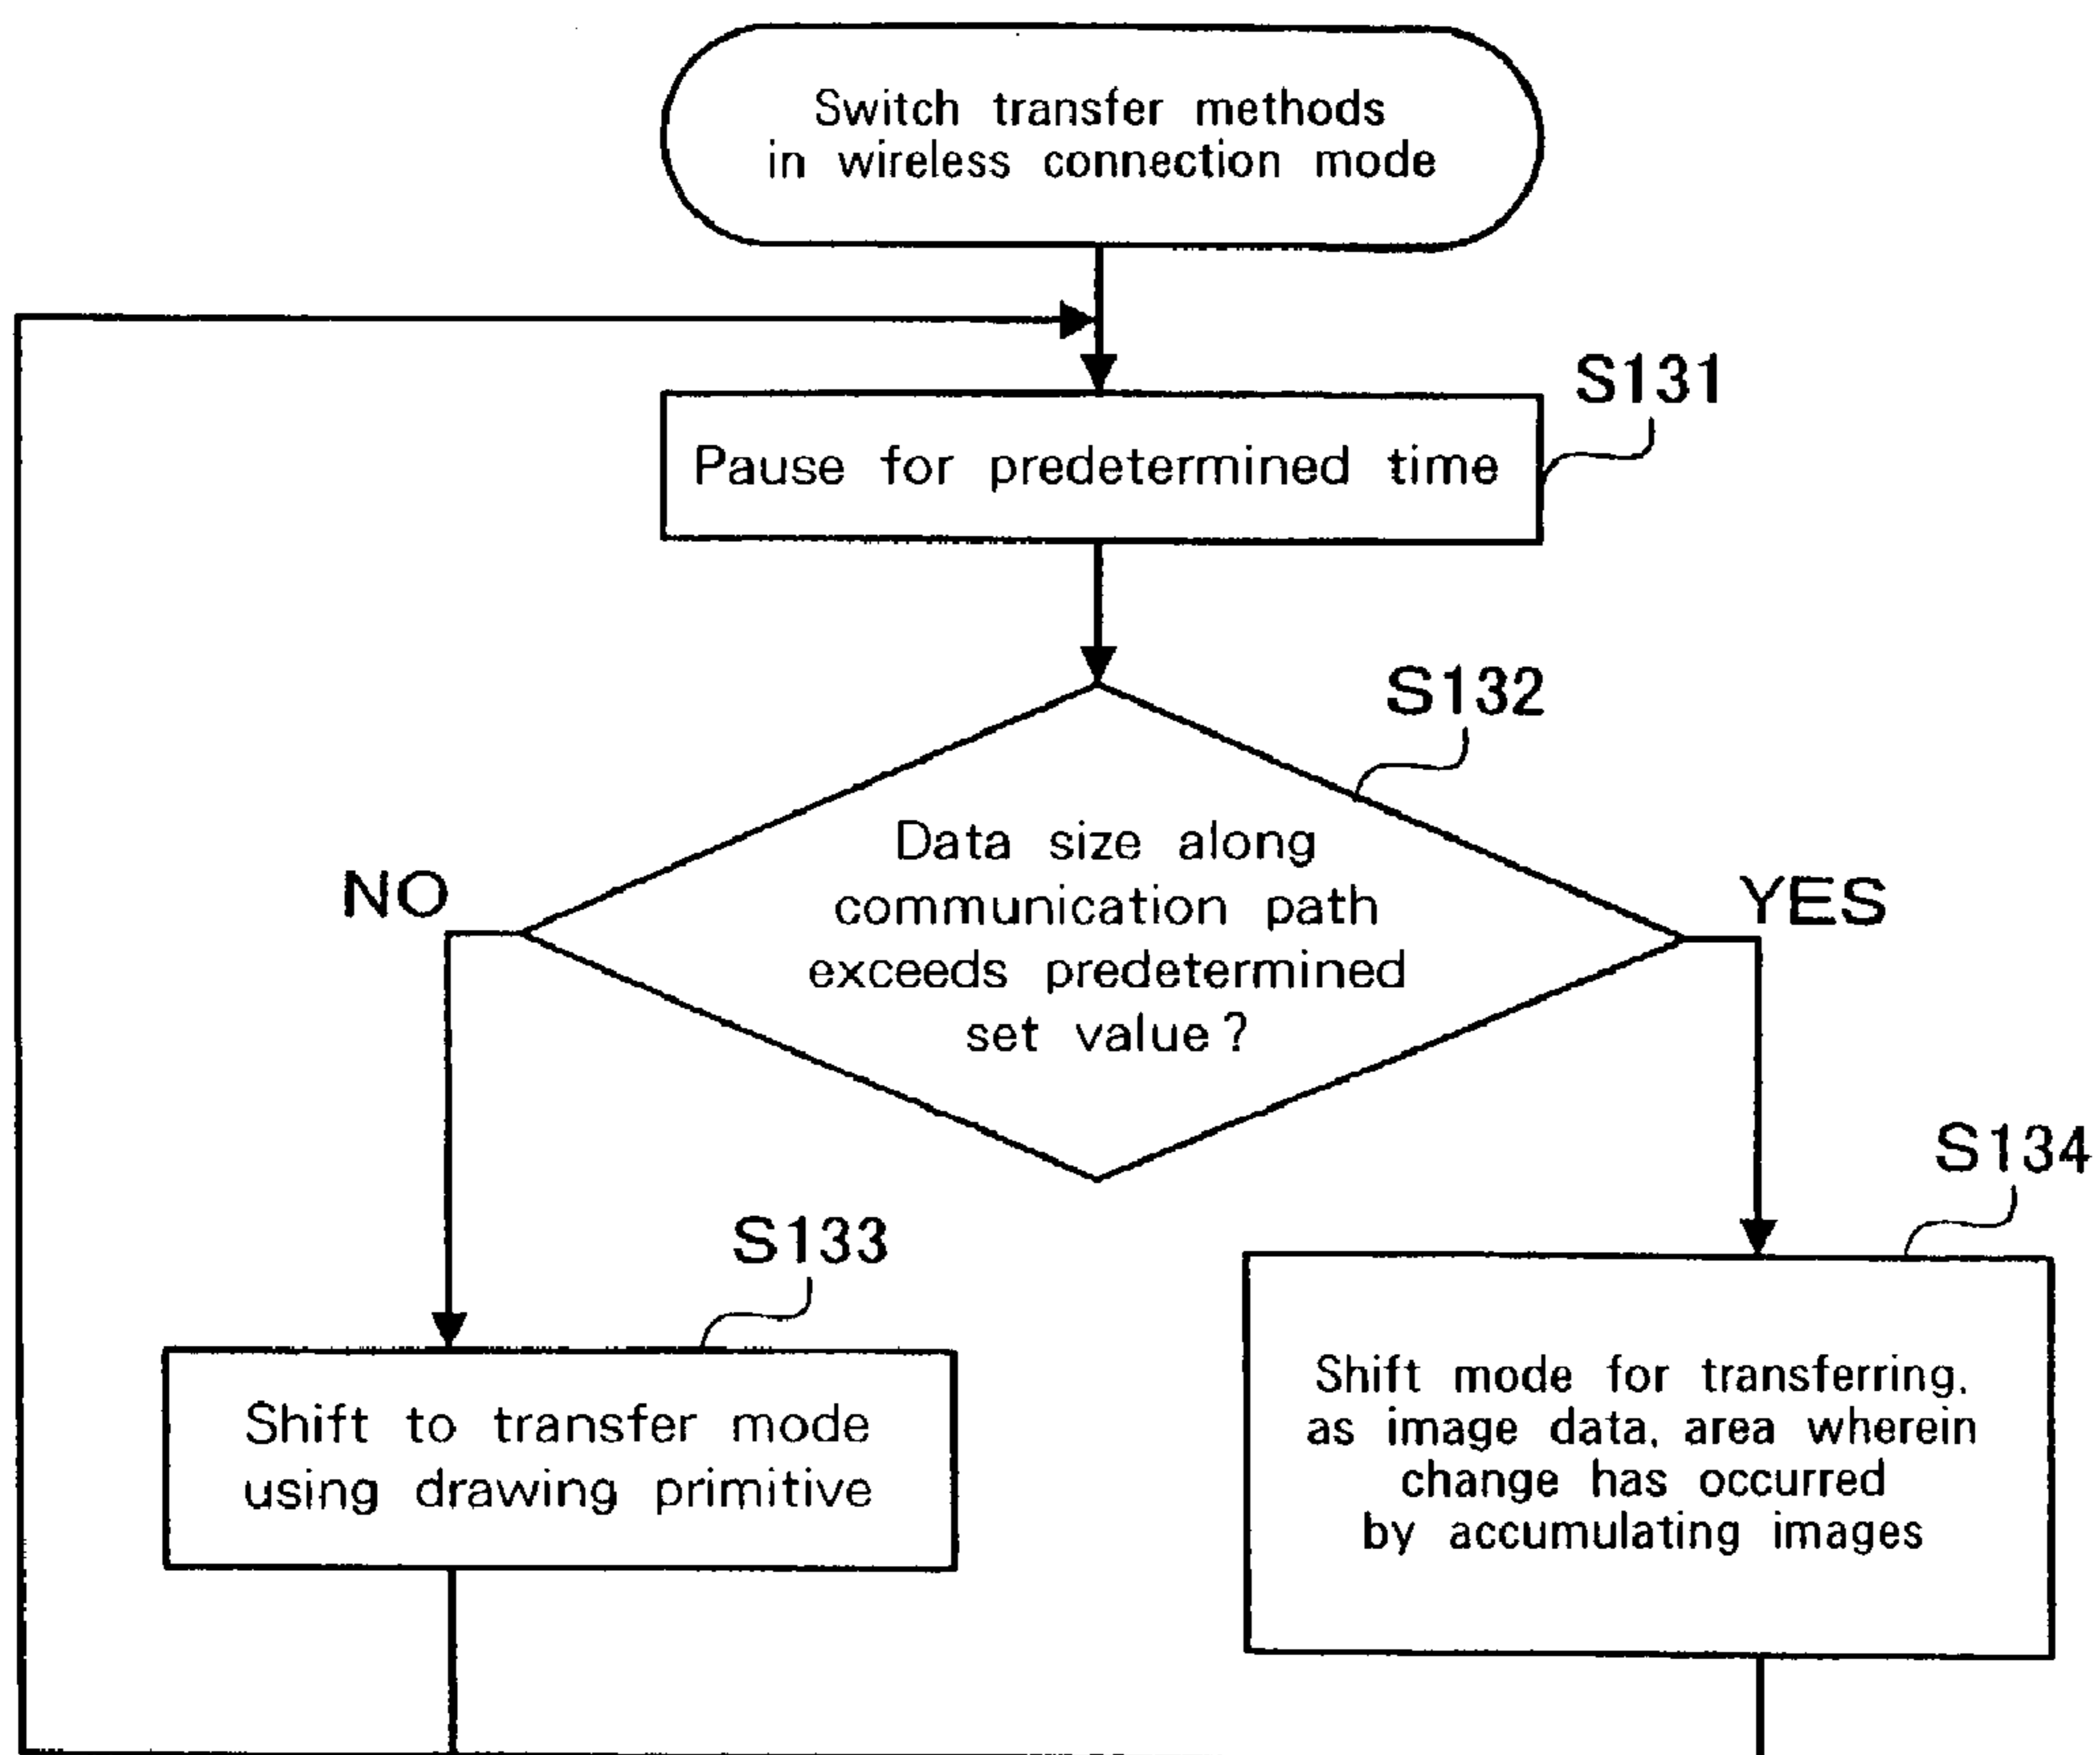 Switch transfer methods
in wireless connection mode
S131
Pause for predetermined time
S132
Data size along
communication path
exceeds predetermined
set value?
NO
YES
S133
Shift to transfer mode
using drawing primitive
S134
Shift mode for transferring,
as image data, area wherein
change has occurred
by accumulating images